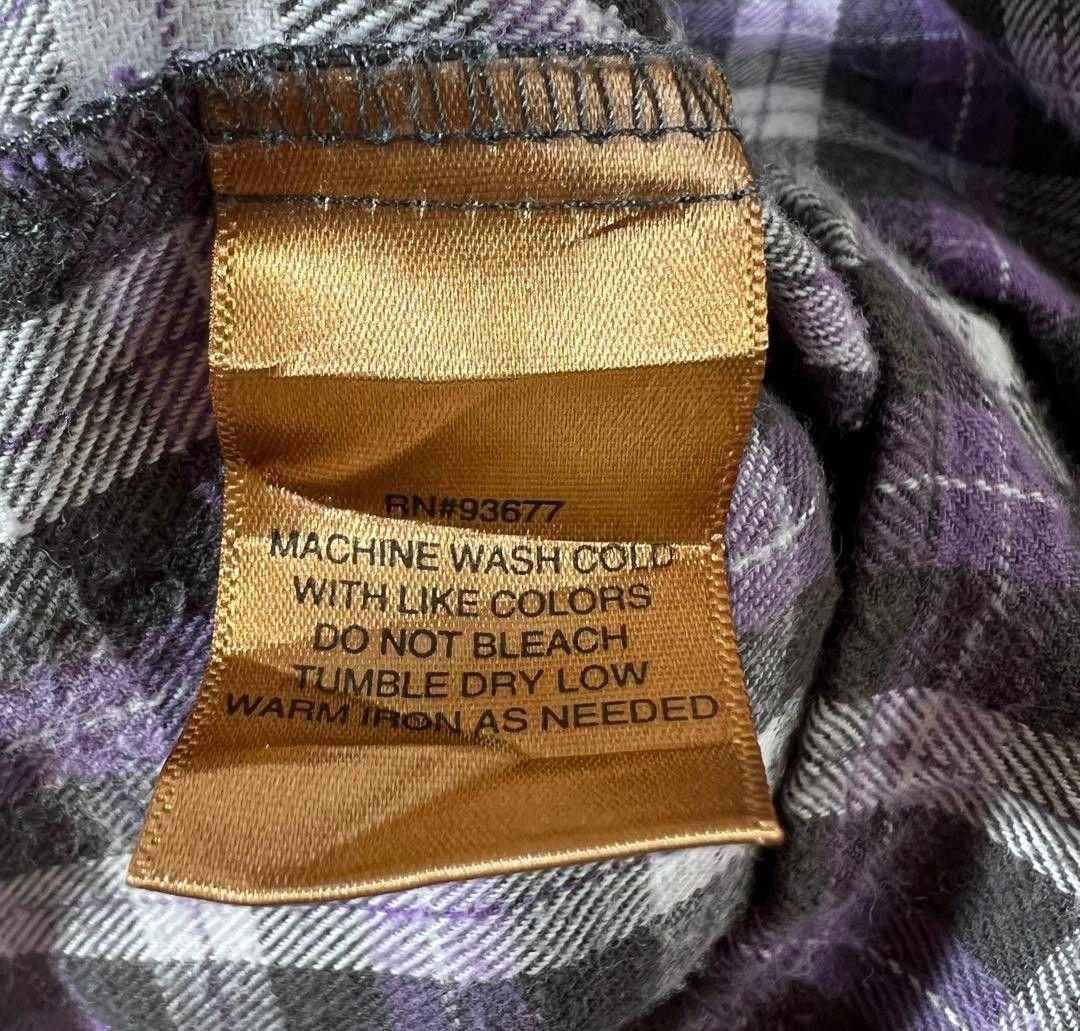 RN#93677
MACHINE WASH COLD
WITH LIKE COLORS
DO NOT BLEACH
TUMBLE DRY LOW
WARM IRON AS NEEDED